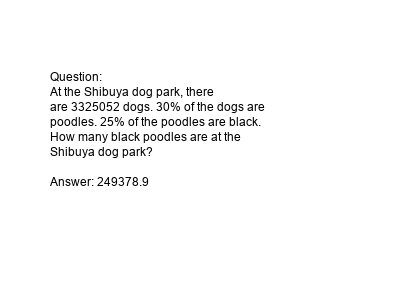 Question:
At the Shibuya dog park, there
are 3325052 dogs. 30% of the dogs are
poodles. 25% of the poodles are black.
How many black poodles are at the
Shibuya dog park?

Answer: 249378.9